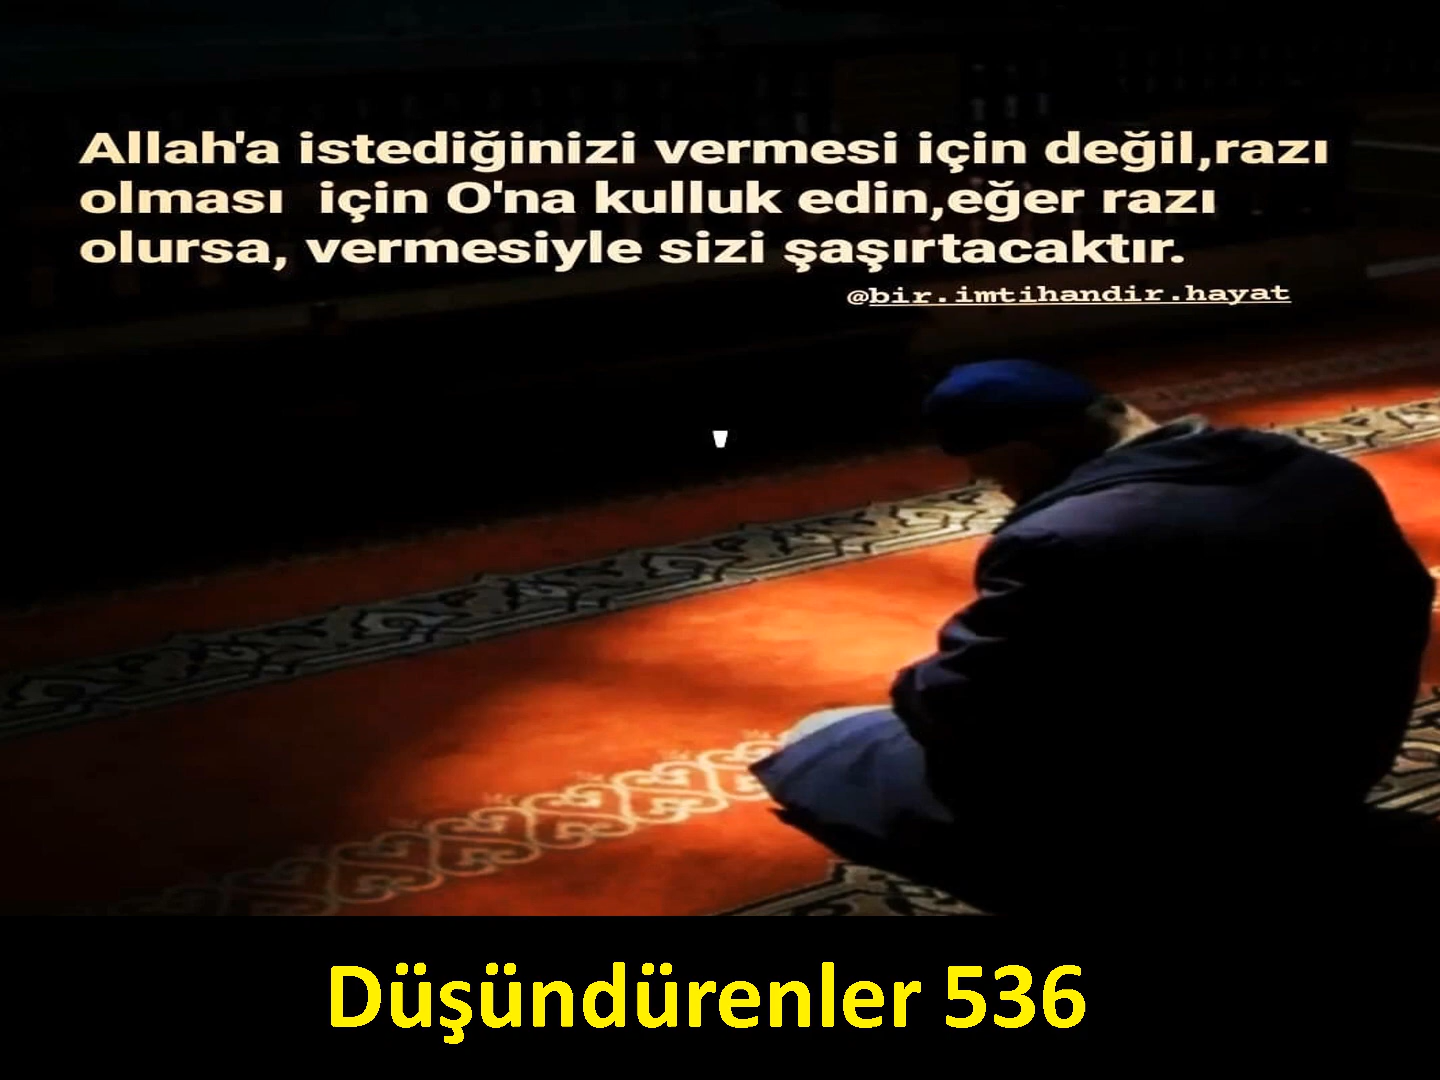 Allah'a istediğinizi vermesi için değil,razı
olması için O'na kulluk edin,eğer razı
olursa, vermesiyle sizi şaşırtacaktır.
@bir.imtihandir.hayat
Düşündürenler 536